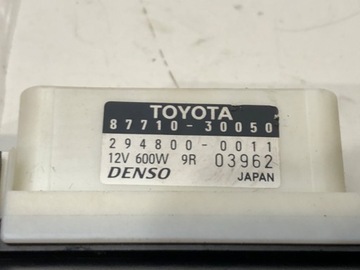 TOYOTA
87710-30050
294800-0011
12V 600W 9R 03962
DENSO JAPAN